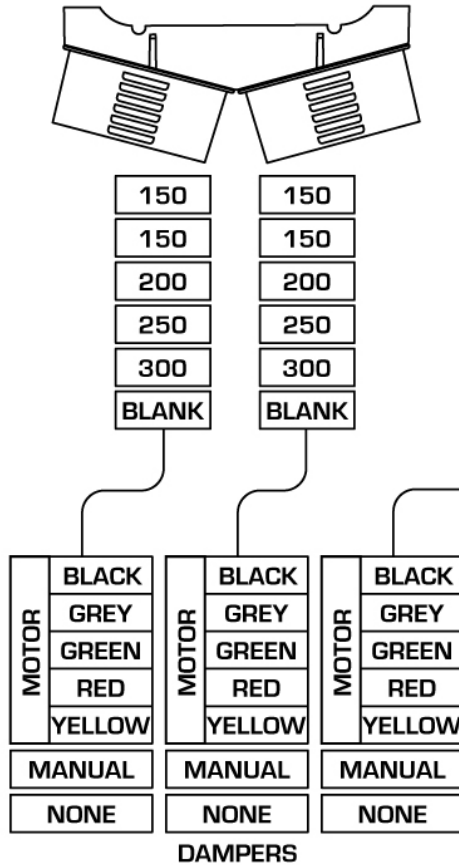 150 150
150 150
200 200
250 250
300 300
BLANK BLANK
MOTOR BLACK MOTOR BLACK MOTOR BLACK
GREY GREY GREY
GREEN GREEN GREEN
RED RED RED
YELLOW YELLOW YELLOW
MANUAL MANUAL MANUAL
NONE NONE NONE
DAMPERS